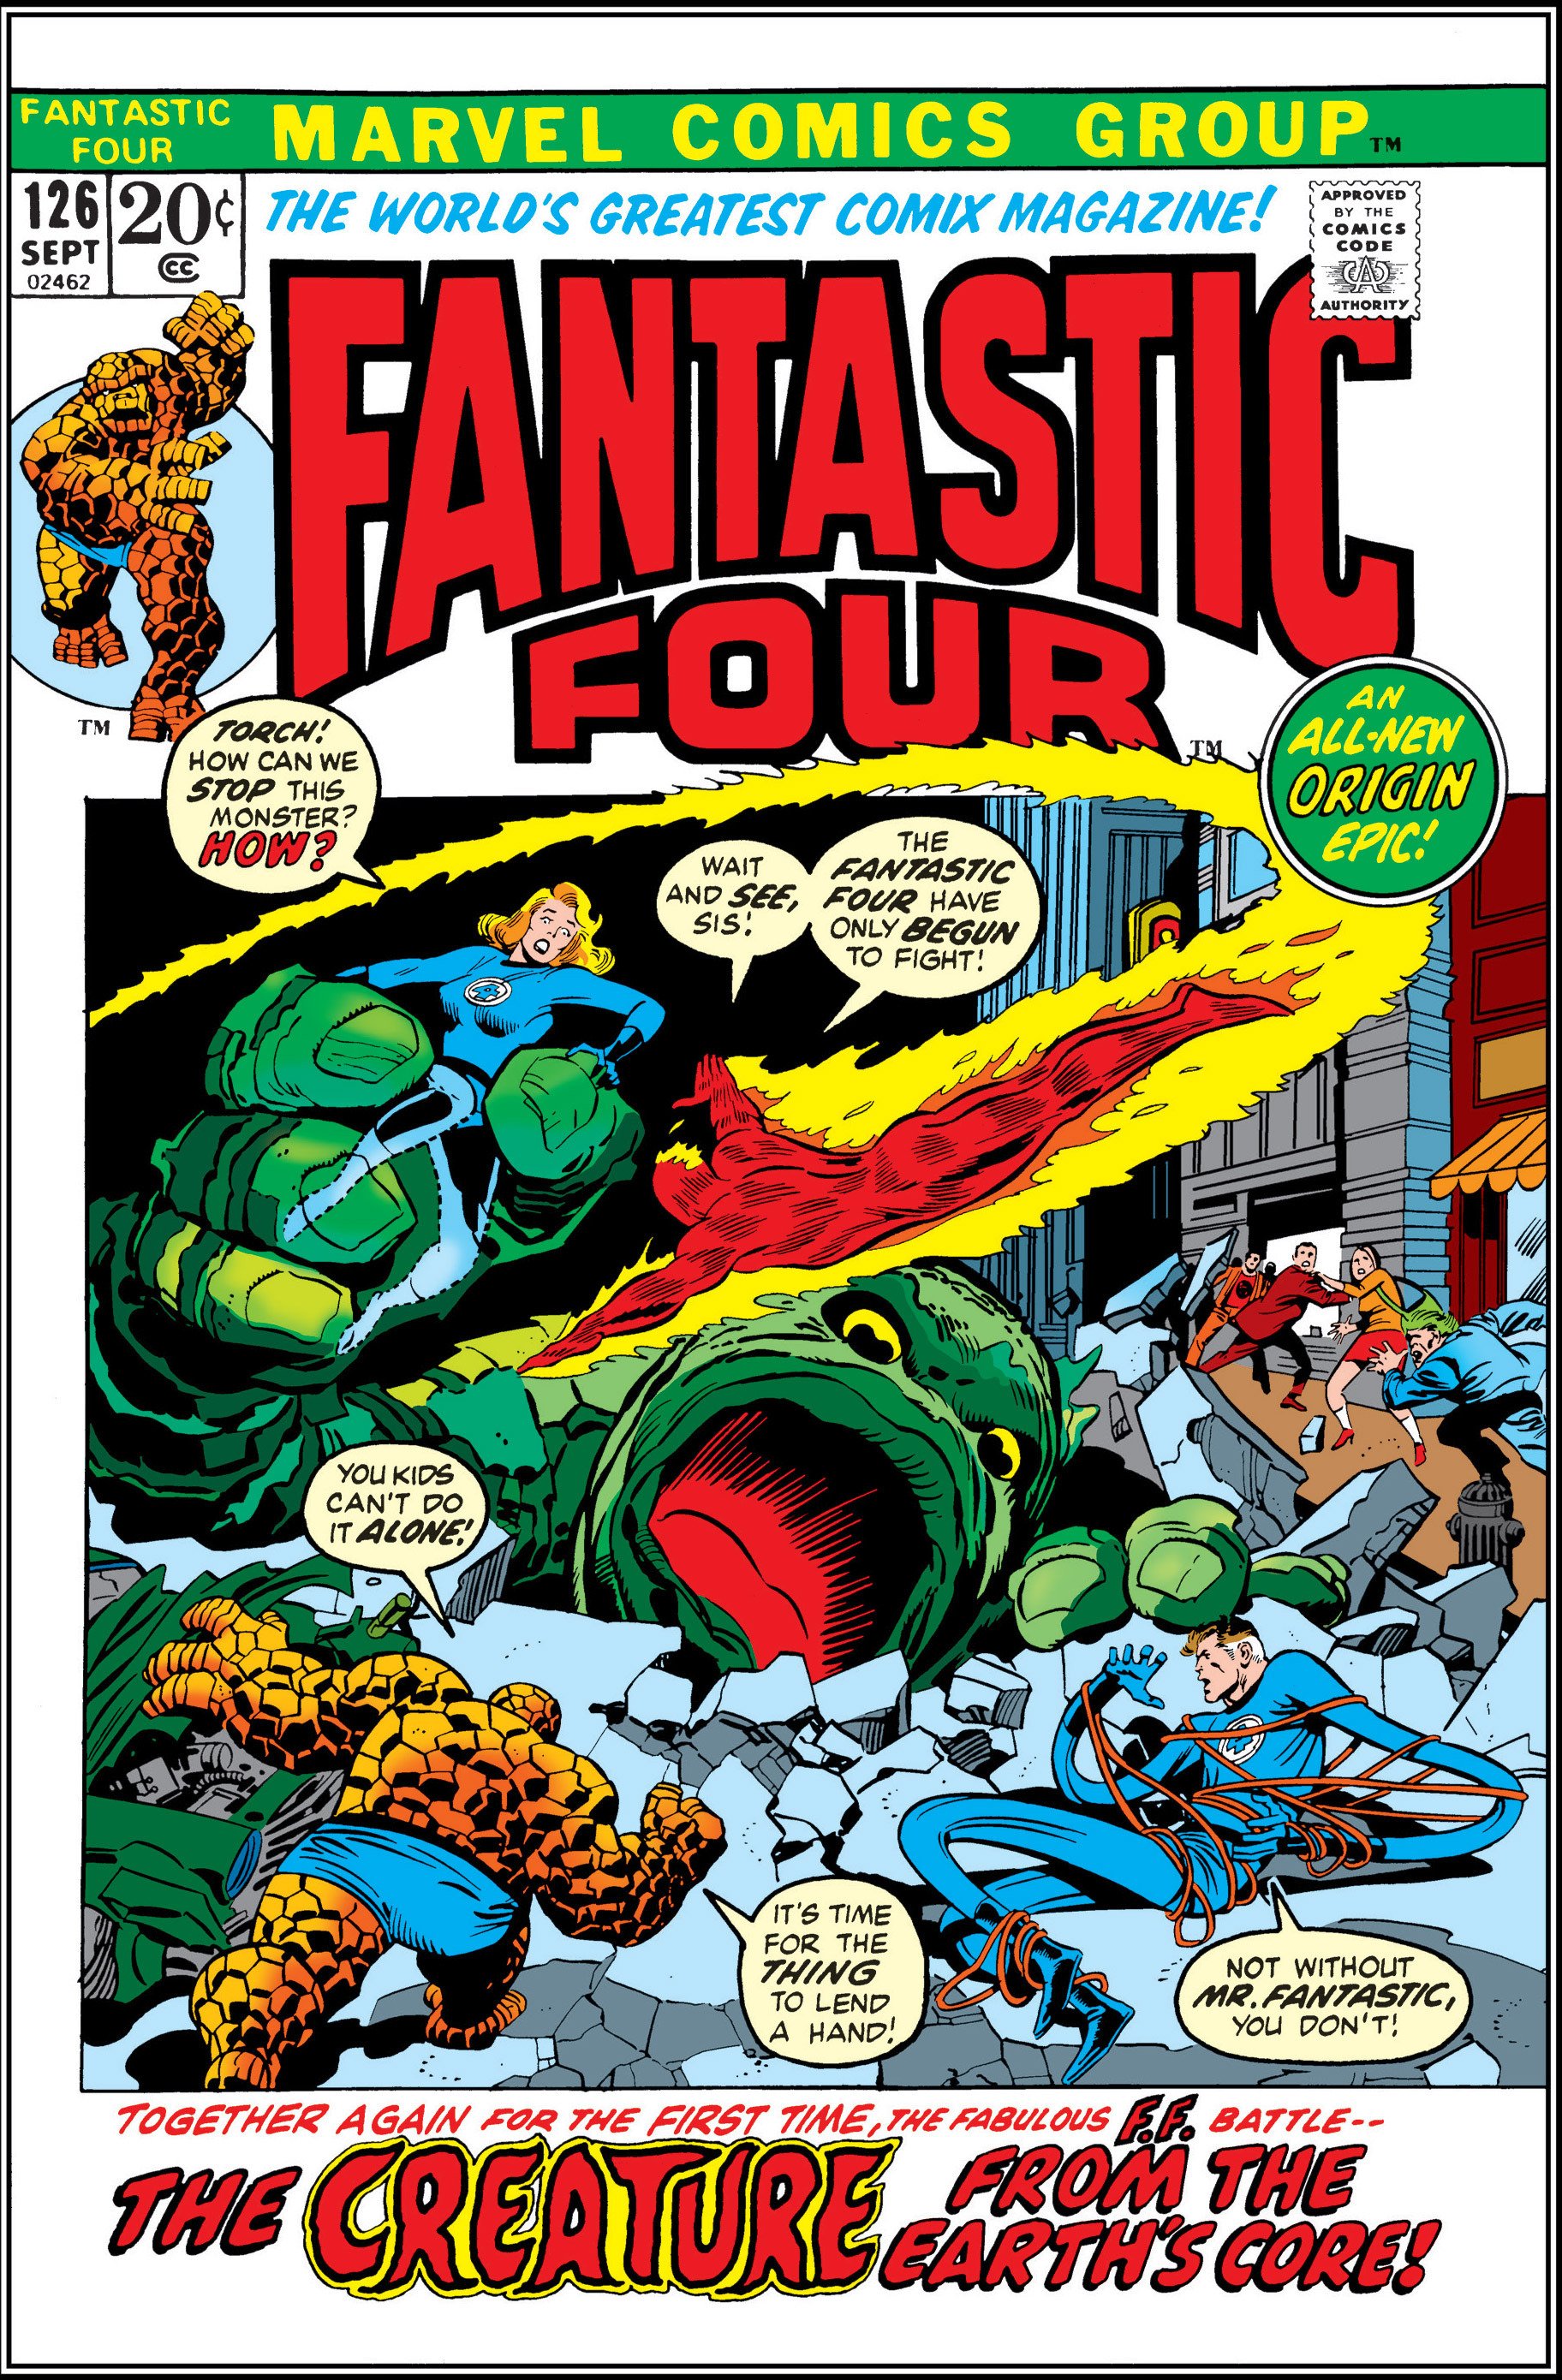 FANTASTIC
FOUR
MARVEL COMICS GROUP™
126
SEPT
02462
20¢
CC
THE WORLD'S GREATEST COMIX MAGAZINE!
APPROVED
BY THE
COMICS
CODE
CA
AUTHORITY
FANTASTIC
FOUR
TM
TM
AN
ALL-NEW
ORIGIN
EPIC!
TORCH!
HOW CAN WE
STOP THIS
MONSTER?
HOW?
WAIT
AND SEE,
SIS!
THE
FANTASTIC
FOUR HAVE
ONLY BEGUN
TO FIGHT!
YOU KIDS
CAN'T DO
IT ALONE!
IT'S TIME
FOR THE
THING
TO LEND
A HAND!
NOT WITHOUT
MR. FANTASTIC,
YOU DON'T!
TOGETHER AGAIN FOR THE FIRST TIME, THE FABULOUS F.F. BATTLE--
THE CREATURE FROM THE
EARTH'S CORE!